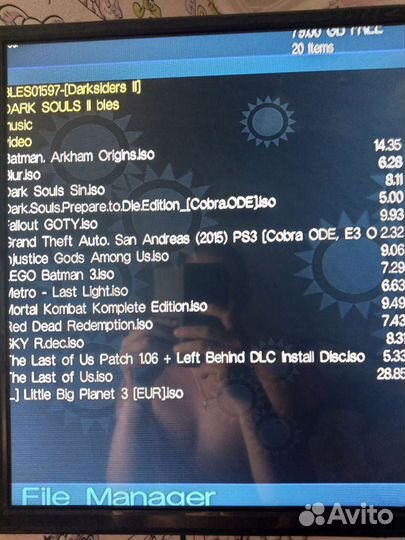 79.00 GB FREE
20 Items
BLES01597-[Darksiders II]
DARK SOULS II bles
music
video
Batman. Arkham Origins.iso 14.35
Blur.iso 6.28
Dark Souls Sin.iso 8.11
Dark.Souls.Prepare.to.Die.Edition_[Cobra.ODE].iso 5.00
Fallout GOTY.iso 9.93
Grand Theft Auto. San Andreas (2015) PS3 [Cobra ODE, E3 O 2.32
Injustice Gods Among Us.iso 9.06
LEGO Batman 3.iso 7.29
Metro - Last Light.iso 6.63
Mortal Kombat Komplete Edition.iso 9.49
Red Dead Redemption.iso 7.43
SKY R.dec.iso 8.31
The Last of Us Patch 1.06 + Left Behind DLC Install Disc.iso 5.33
The Last of Us.iso 28.85
_] Little Big Planet 3 [EUR].iso
File Manager
Avito